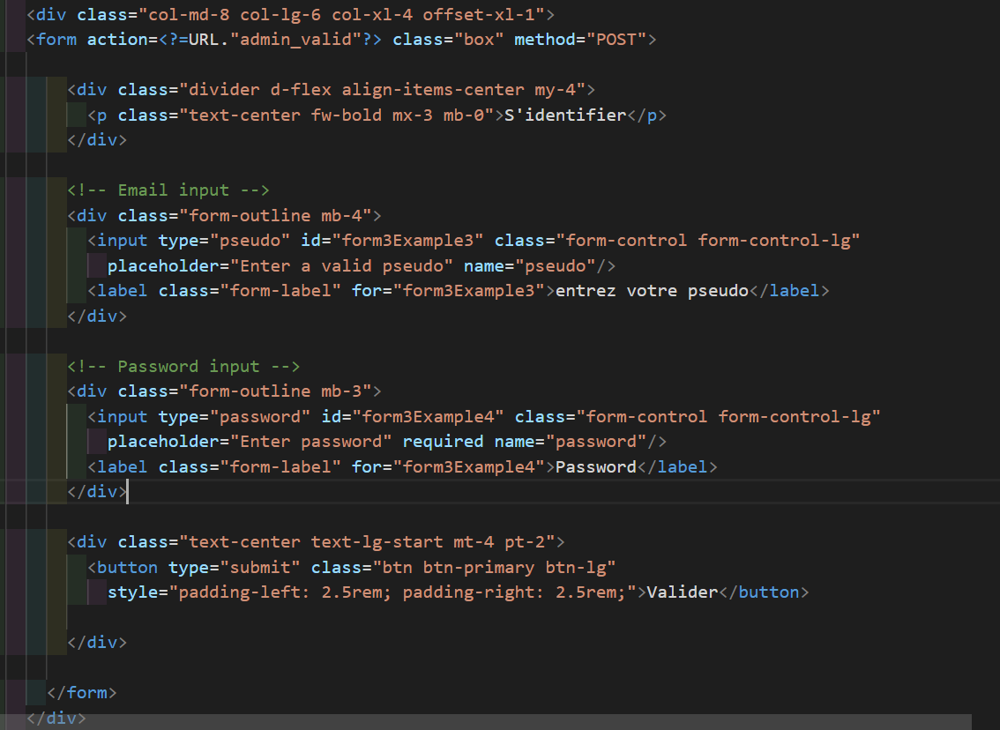 <div class="col-md-8 col-lg-6 col-xl-4 offset-xl-1">
<form action=<?=URL."admin_valid"?> class="box" method="POST">
<div class="divider d-flex align-items-center my-4">
<p class="text-center fw-bold mx-3 mb-0">S'identifier</p>
</div>
<!-- Email input -->
<div class="form-outline mb-4">
<input type="pseudo" id="form3Example3" class="form-control form-control-lg"
placeholder="Enter a valid pseudo" name="pseudo"/>
<label class="form-label" for="form3Example3">entrez votre pseudo</label>
</div>
<!-- Password input -->
<div class="form-outline mb-3">
<input type="password" id="form3Example4" class="form-control form-control-lg"
placeholder="Enter password" required name="password"/>
<label class="form-label" for="form3Example4">Password</label>
</div>
<div class="text-center text-lg-start mt-4 pt-2">
<button type="submit" class="btn btn-primary btn-lg"
style="padding-left: 2.5rem; padding-right: 2.5rem;">Valider</button>
</div>
</form>
</div>